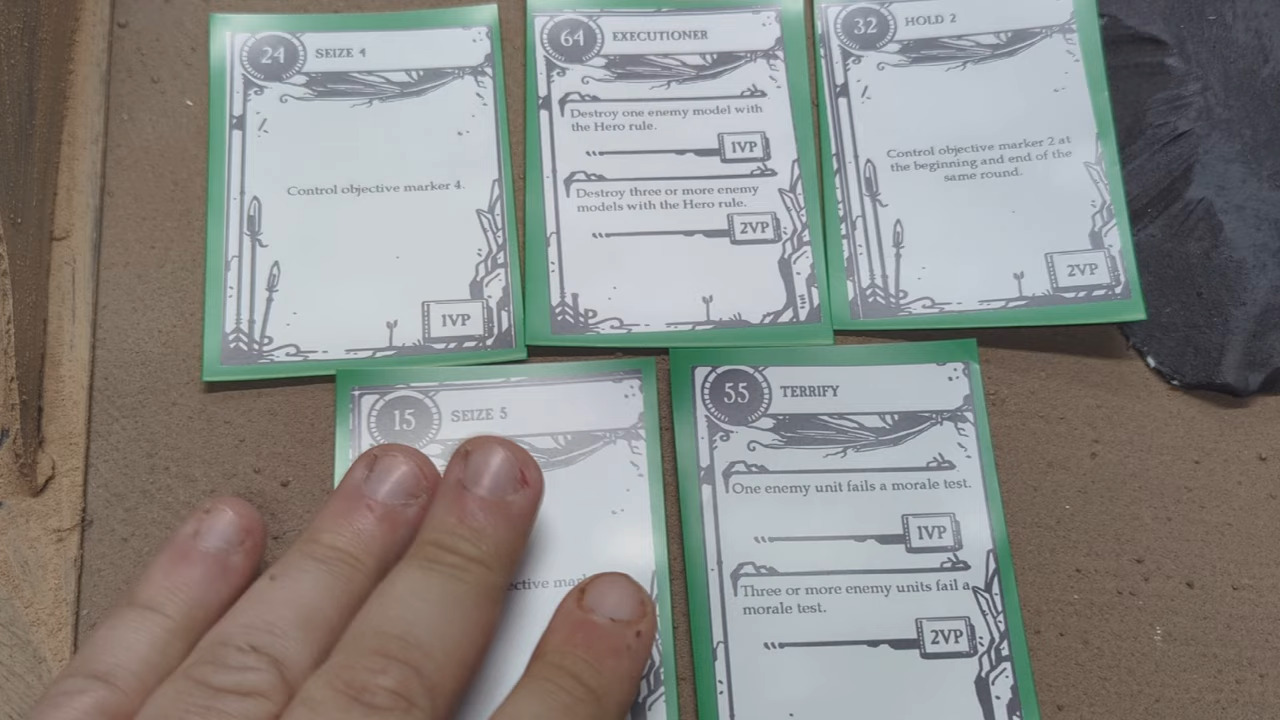 24 SEIZE 4
Control objective marker 4.
1VP
64 EXECUTIONER
Destroy one enemy model with
the Hero rule.
1VP
Destroy three or more enemy
models with the Hero rule.
2VP
32 HOLD 2
Control objective marker 2 at
the beginning and end of the
same round.
2VP
15 SEIZE 5
55 TERRIFY
One enemy unit fails a morale test.
1VP
Three or more enemy units fail a
morale test.
2VP